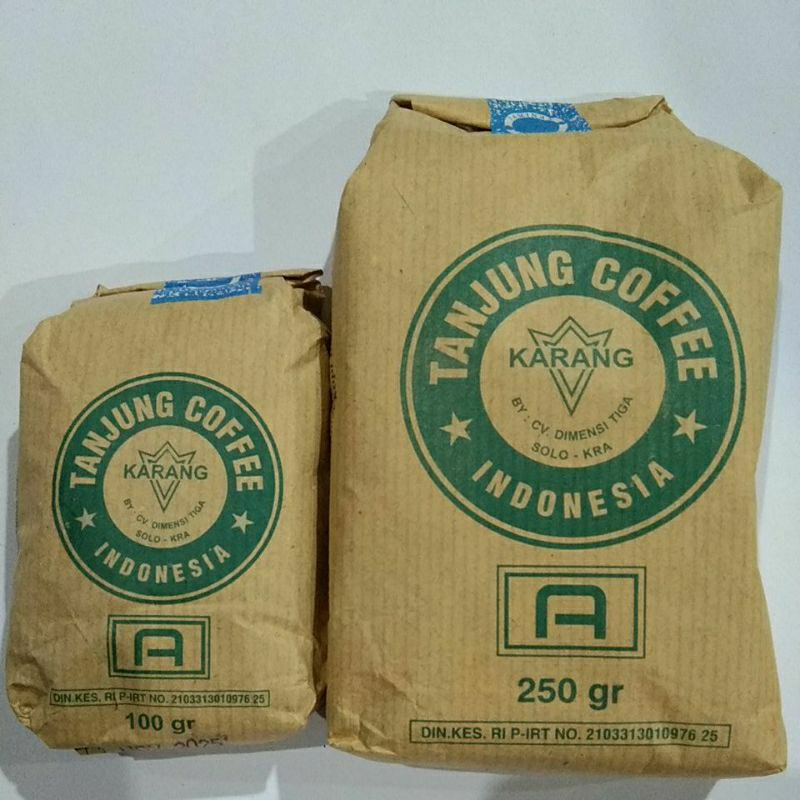 TANJUNG COFFEE
KARANG
BY : CV. DIMENSI TIGA
SOLO - KRA
INDONESIA
A
DIN.KES. RI P-IRT NO. 2103313010976 25
100 gr
2025
TANJUNG COFFEE
KARANG
BY : CV. DIMENSI TIGA
SOLO - KRA
INDONESIA
A
250 gr
DIN.KES. RI P-IRT NO. 2103313010976 25